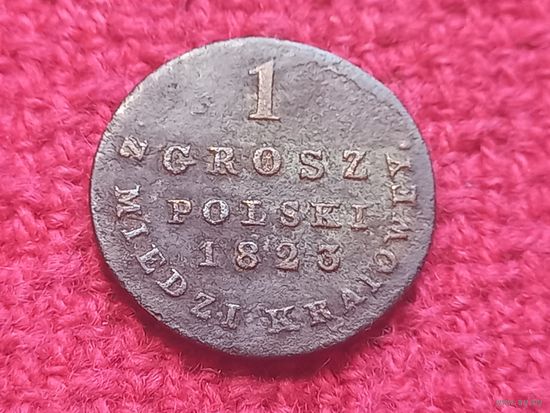 1
GROSZ
POLSKI
1823
Z MIEDZI KRAIOWEY.